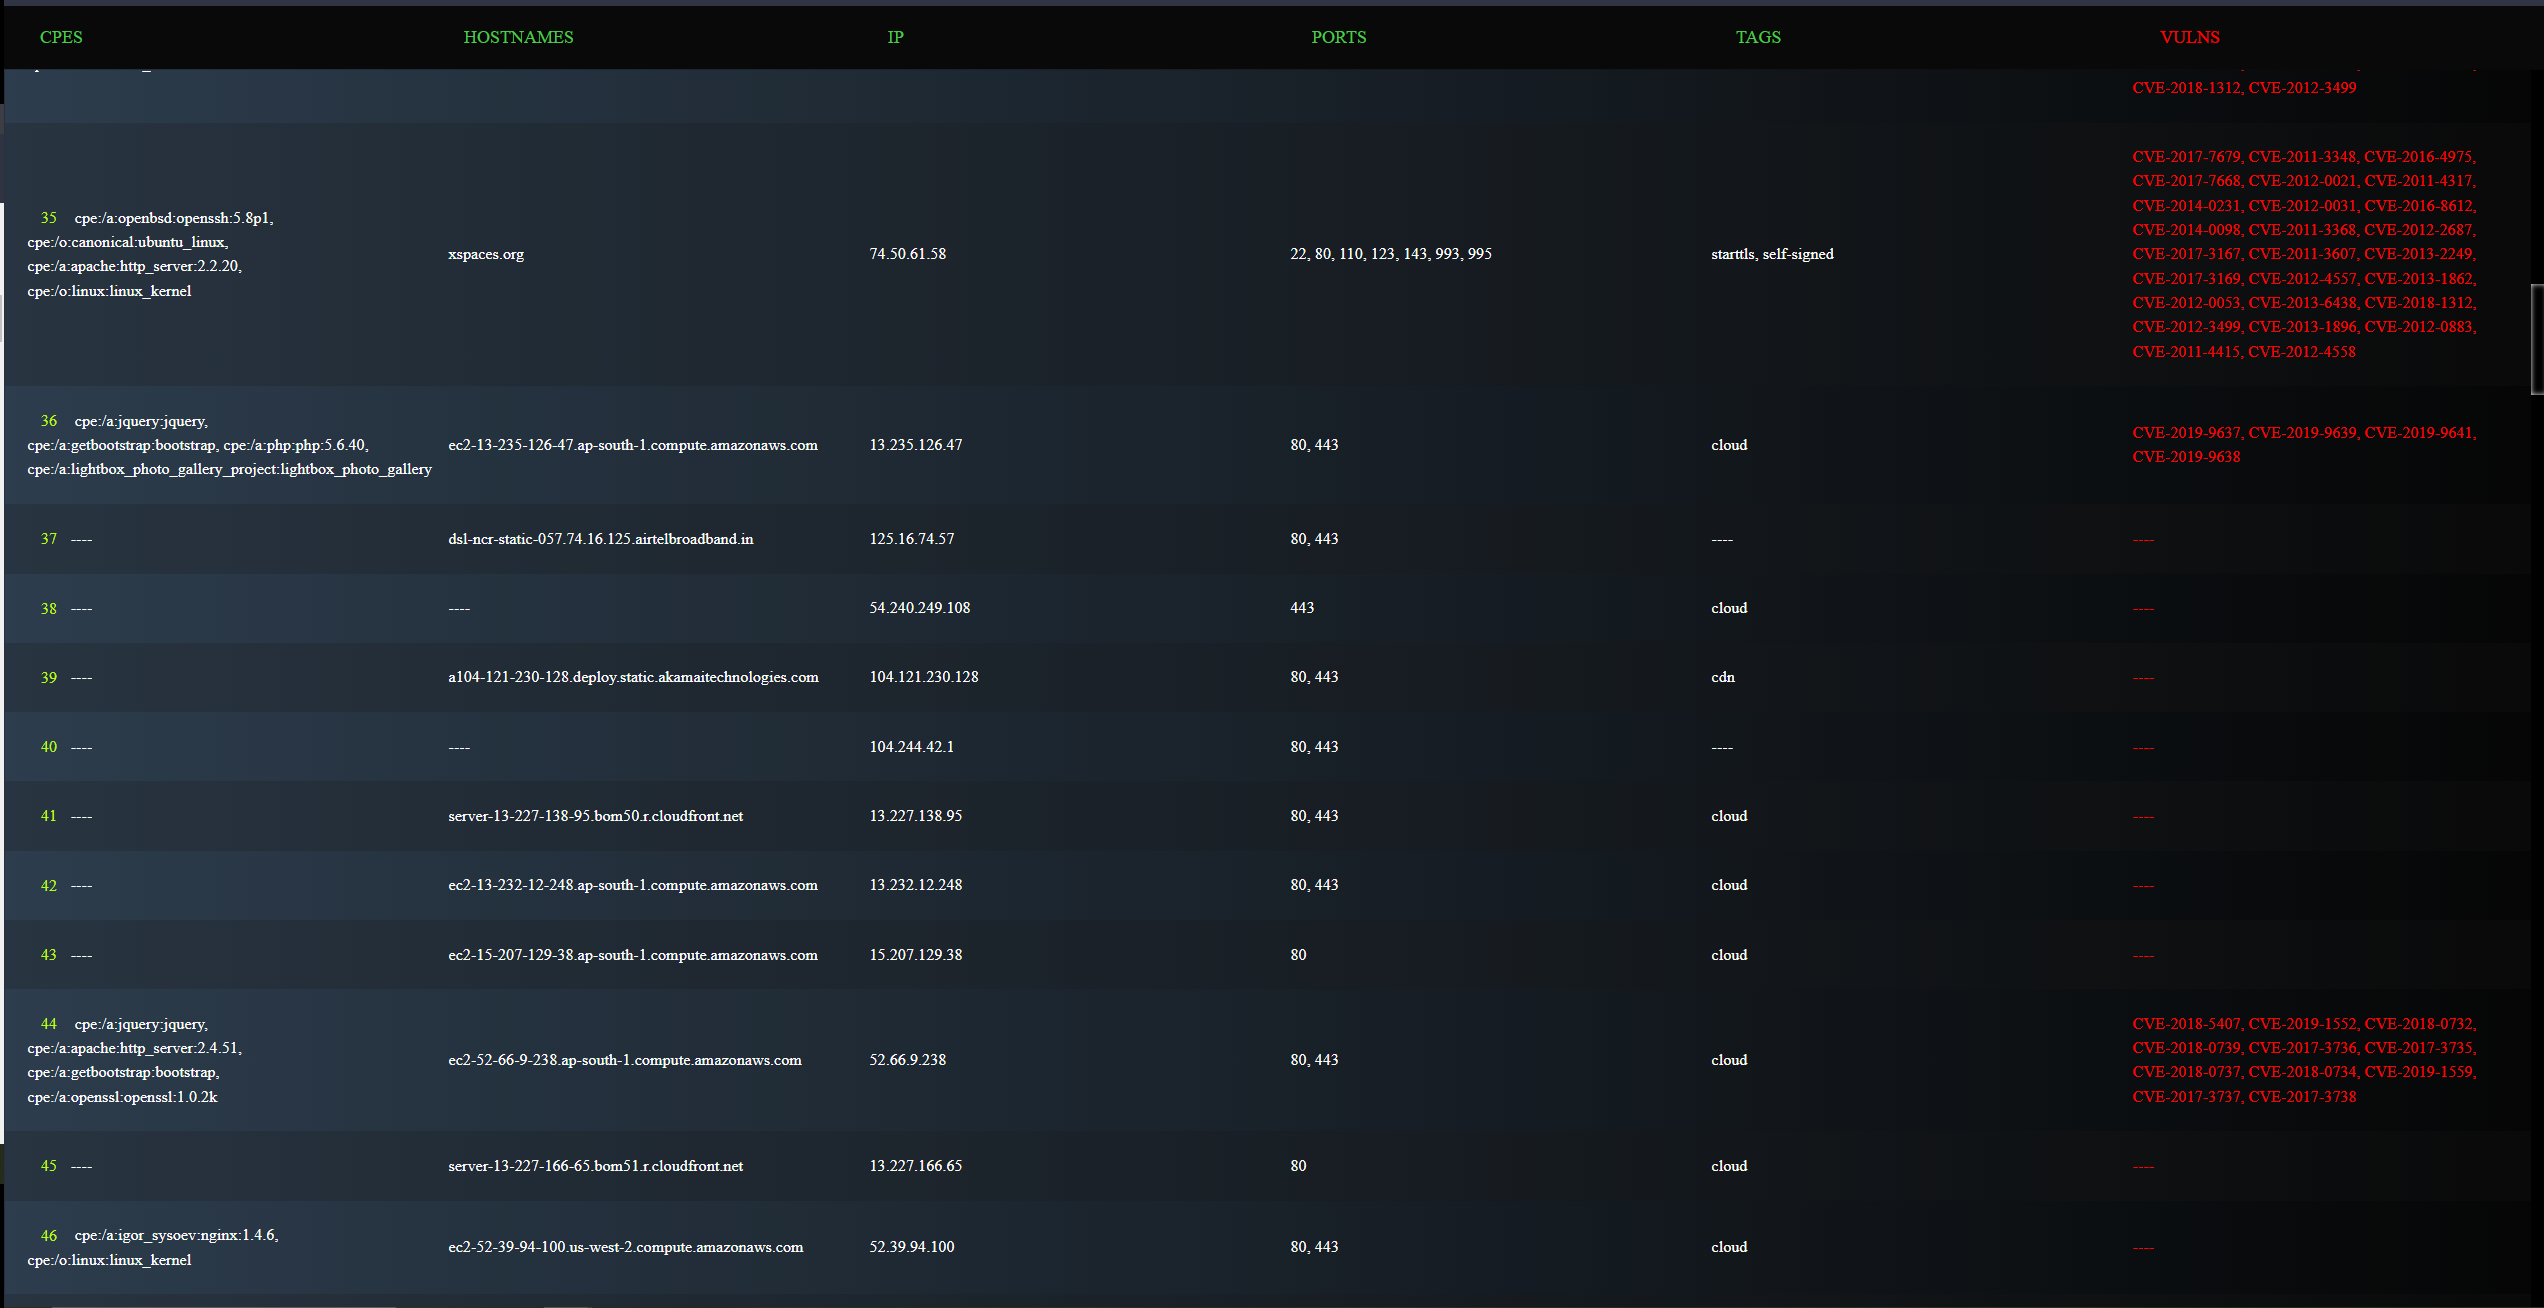 CPES HOSTNAMES IP PORTS TAGS VULNS
CVE-2018-1312, CVE-2012-3499
CVE-2017-7679, CVE-2011-3348, CVE-2016-4975,
CVE-2017-7668, CVE-2012-0021, CVE-2011-4317,
CVE-2014-0231, CVE-2012-0031, CVE-2016-8612,
35 cpe:/a:openbsd:openssh:5.8p1,
CVE-2014-0098, CVE-2011-3368, CVE-2012-2687,
cpe:/o:canonical:ubuntu_linux,
xspaces.org 74.50.61.58 22, 80, 110, 123, 143, 993, 995 starttls, self-signed CVE-2017-3167, CVE-2011-3607, CVE-2013-2249,
cpe:/a:apache:http_server:2.2.20,
CVE-2017-3169, CVE-2012-4557, CVE-2013-1862,
cpe:/o:linux:linux_kernel
CVE-2012-0053, CVE-2013-6438, CVE-2018-1312,
CVE-2012-3499, CVE-2013-1896, CVE-2012-0883,
CVE-2011-4415, CVE-2012-4558
36 cpe:/a:jquery:jquery,
CVE-2019-9637, CVE-2019-9639, CVE-2019-9641,
cpe:/a:getbootstrap:bootstrap, cpe:/a:php:php:5.6.40, ec2-13-235-126-47.ap-south-1.compute.amazonaws.com 13.235.126.47 80, 443 cloud
CVE-2019-9638
cpe:/a:lightbox_photo_gallery_project:lightbox_photo_gallery
37 ---- dsl-ncr-static-057.74.16.125.airtelbroadband.in 125.16.74.57 80, 443 ---- ----
38 ---- ---- 54.240.249.108 443 cloud ----
39 ---- a104-121-230-128.deploy.static.akamaitechnologies.com 104.121.230.128 80, 443 cdn ----
40 ---- ---- 104.244.42.1 80, 443 ---- ----
41 ---- server-13-227-138-95.bom50.r.cloudfront.net 13.227.138.95 80, 443 cloud ----
42 ---- ec2-13-232-12-248.ap-south-1.compute.amazonaws.com 13.232.12.248 80, 443 cloud ----
43 ---- ec2-15-207-129-38.ap-south-1.compute.amazonaws.com 15.207.129.38 80 cloud ----
44 cpe:/a:jquery:jquery, CVE-2018-5407, CVE-2019-1552, CVE-2018-0732,
cpe:/a:apache:http_server:2.4.51, CVE-2018-0739, CVE-2017-3736, CVE-2017-3735,
ec2-52-66-9-238.ap-south-1.compute.amazonaws.com 52.66.9.238 80, 443 cloud
cpe:/a:getbootstrap:bootstrap, CVE-2018-0737, CVE-2018-0734, CVE-2019-1559,
cpe:/a:openssl:openssl:1.0.2k CVE-2017-3737, CVE-2017-3738
45 ---- server-13-227-166-65.bom51.r.cloudfront.net 13.227.166.65 80 cloud ----
46 cpe:/a:igor_sysoev:nginx:1.4.6,
ec2-52-39-94-100.us-west-2.compute.amazonaws.com 52.39.94.100 80, 443 cloud ----
cpe:/o:linux:linux_kernel